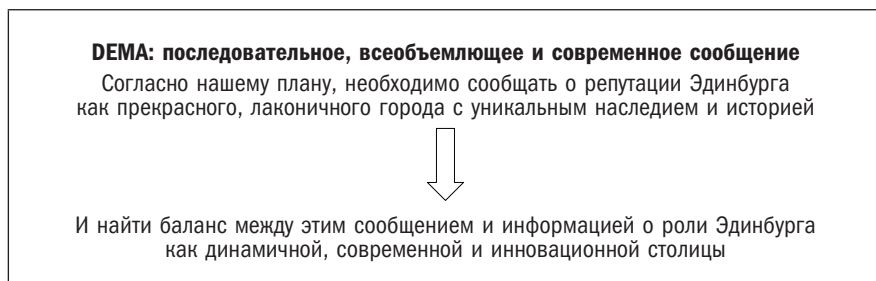 DEMA: последовательное, всеобъемлющее и современное сообщение
Согласно нашему плану, необходимо сообщать о репутации Эдинбурга
как прекрасного, лаконичного города с уникальным наследием и историей
И найти баланс между этим сообщением и информацией о роли Эдинбурга
как динамичной, современной и инновационной столицы